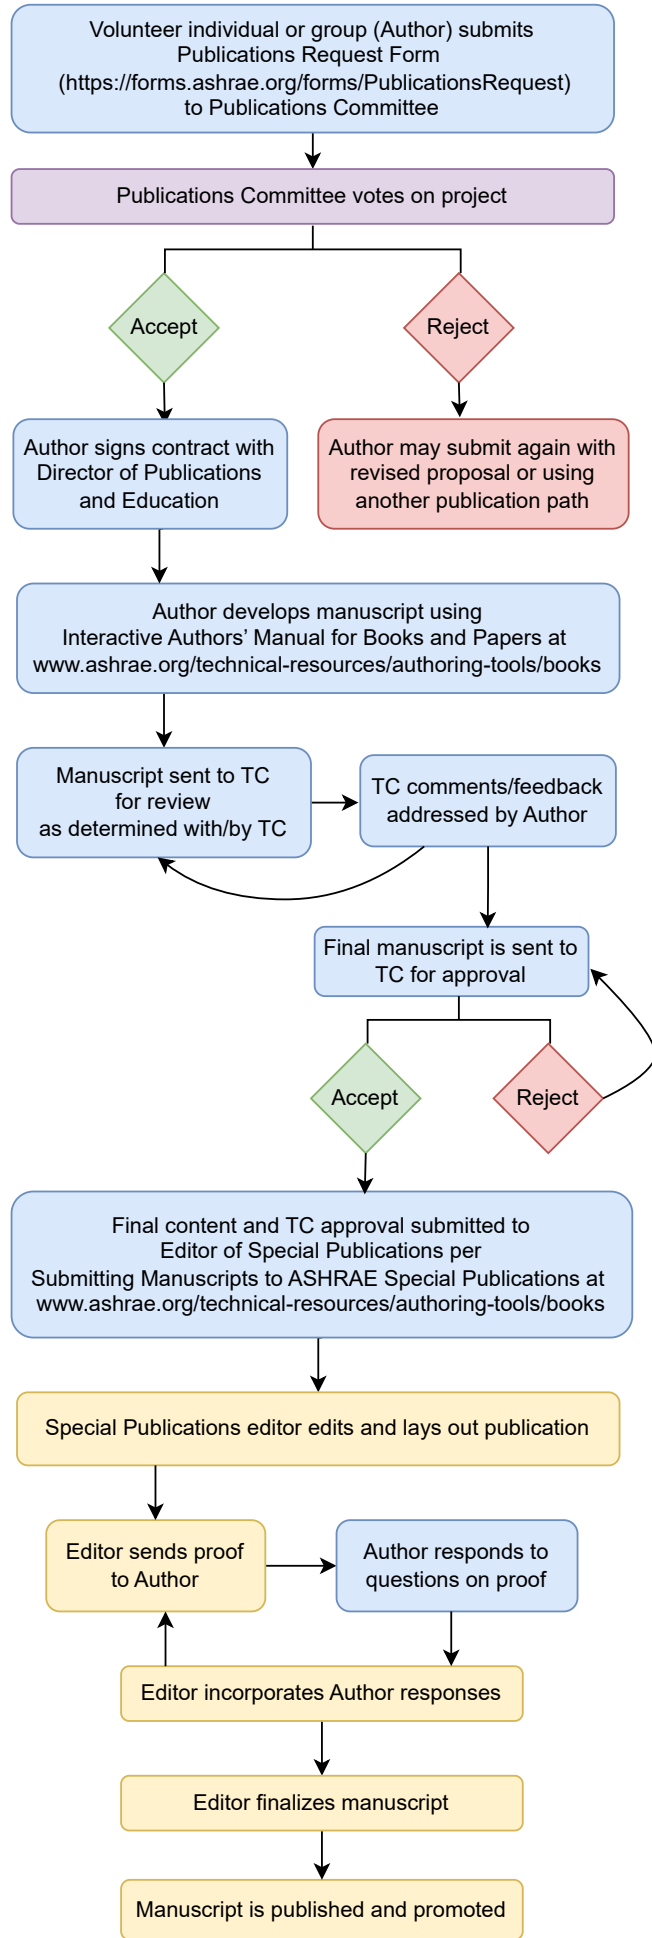 Volunteer individual or group (Author) submits
Publications Request Form
(https://forms.ashrae.org/forms/PublicationsRequest)
to Publications Committee
Publications Committee votes on project
Accept
Reject
Author signs contract with
Director of Publications
and Education
Author may submit again with
revised proposal or using
another publication path
Author develops manuscript using
Interactive Authors’ Manual for Books and Papers at
www.ashrae.org/technical-resources/authoring-tools/books
Manuscript sent to TC
for review
as determined with/by TC
TC comments/feedback
addressed by Author
Final manuscript is sent to
TC for approval
Accept
Reject
Final content and TC approval submitted to
Editor of Special Publications per
Submitting Manuscripts to ASHRAE Special Publications at
www.ashrae.org/technical-resources/authoring-tools/books
Special Publications editor edits and lays out publication
Editor sends proof
to Author
Author responds to
questions on proof
Editor incorporates Author responses
Editor finalizes manuscript
Manuscript is published and promoted